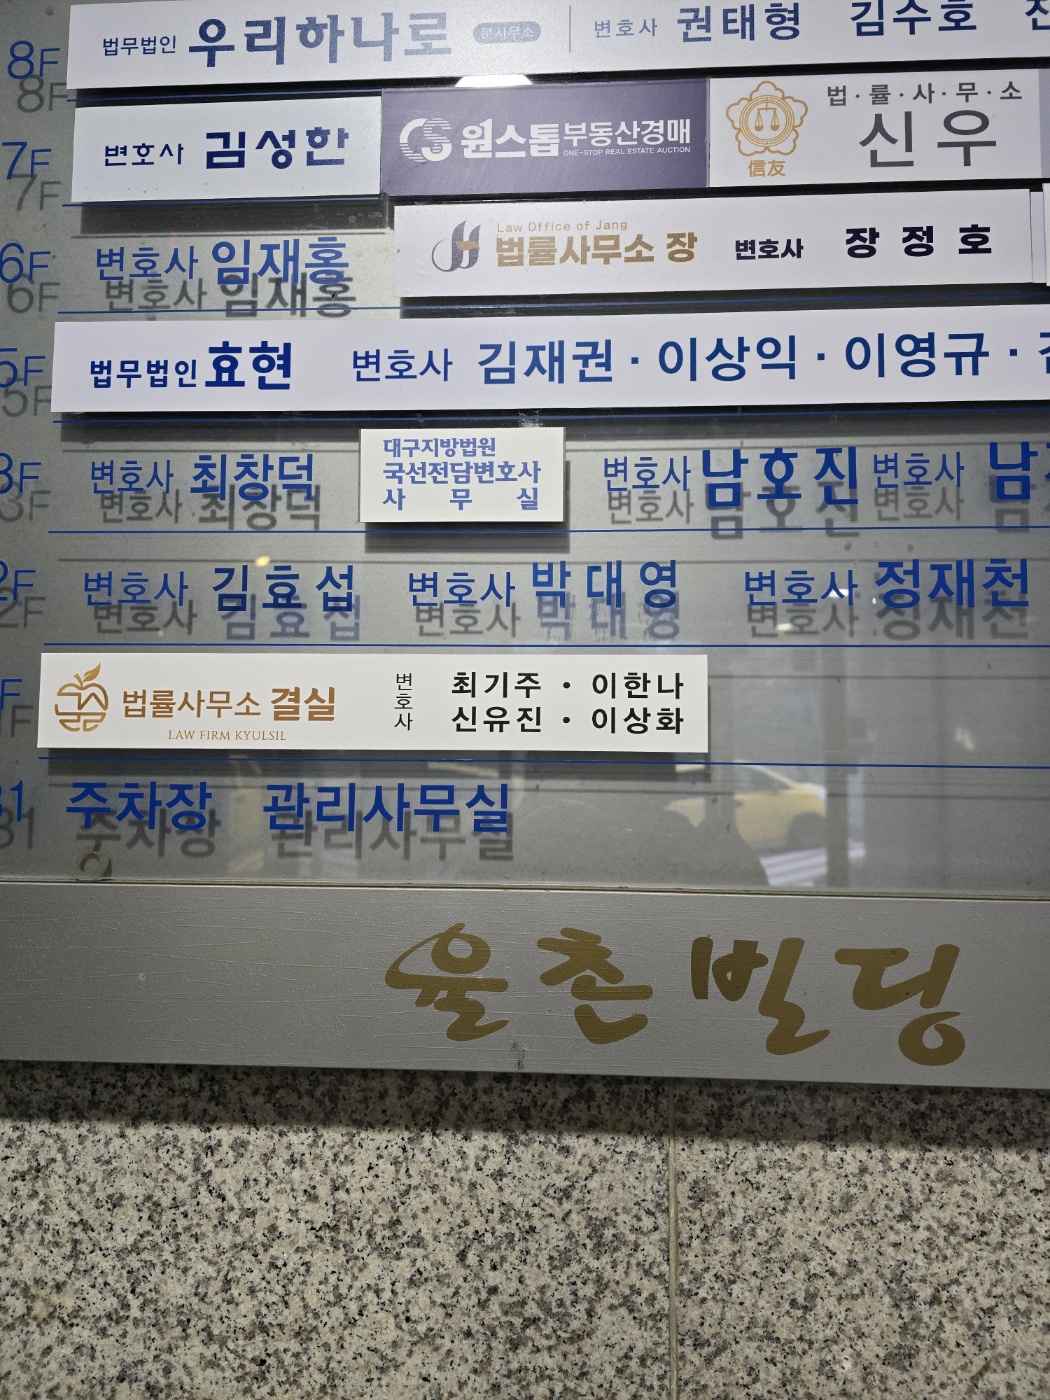 8F 법무법인 우리하나로 분사무소 변호사 권태형 김수호
7F 변호사 김성한 원스톱부동산경매 ONE-STOP REAL ESTATE AUCTION 信友 법·률·사·무·소 신우
6F 변호사 임재홍 Law Office of Jang 법률사무소 장 변호사 장정호
5F 법무법인 효현 변호사 김재권·이상익·이영규·
3F 변호사 최창덕 대구지방법원 국선전담변호사 사무실 변호사 남호진 변호사
2F 변호사 김효섭 변호사 박대영 변호사 정재천
F 법률사무소 결실 LAW FIRM KYULSIL 변호사 최기주·이한나 신유진·이상화
B1 주차장 관리사무실
율촌빌딩